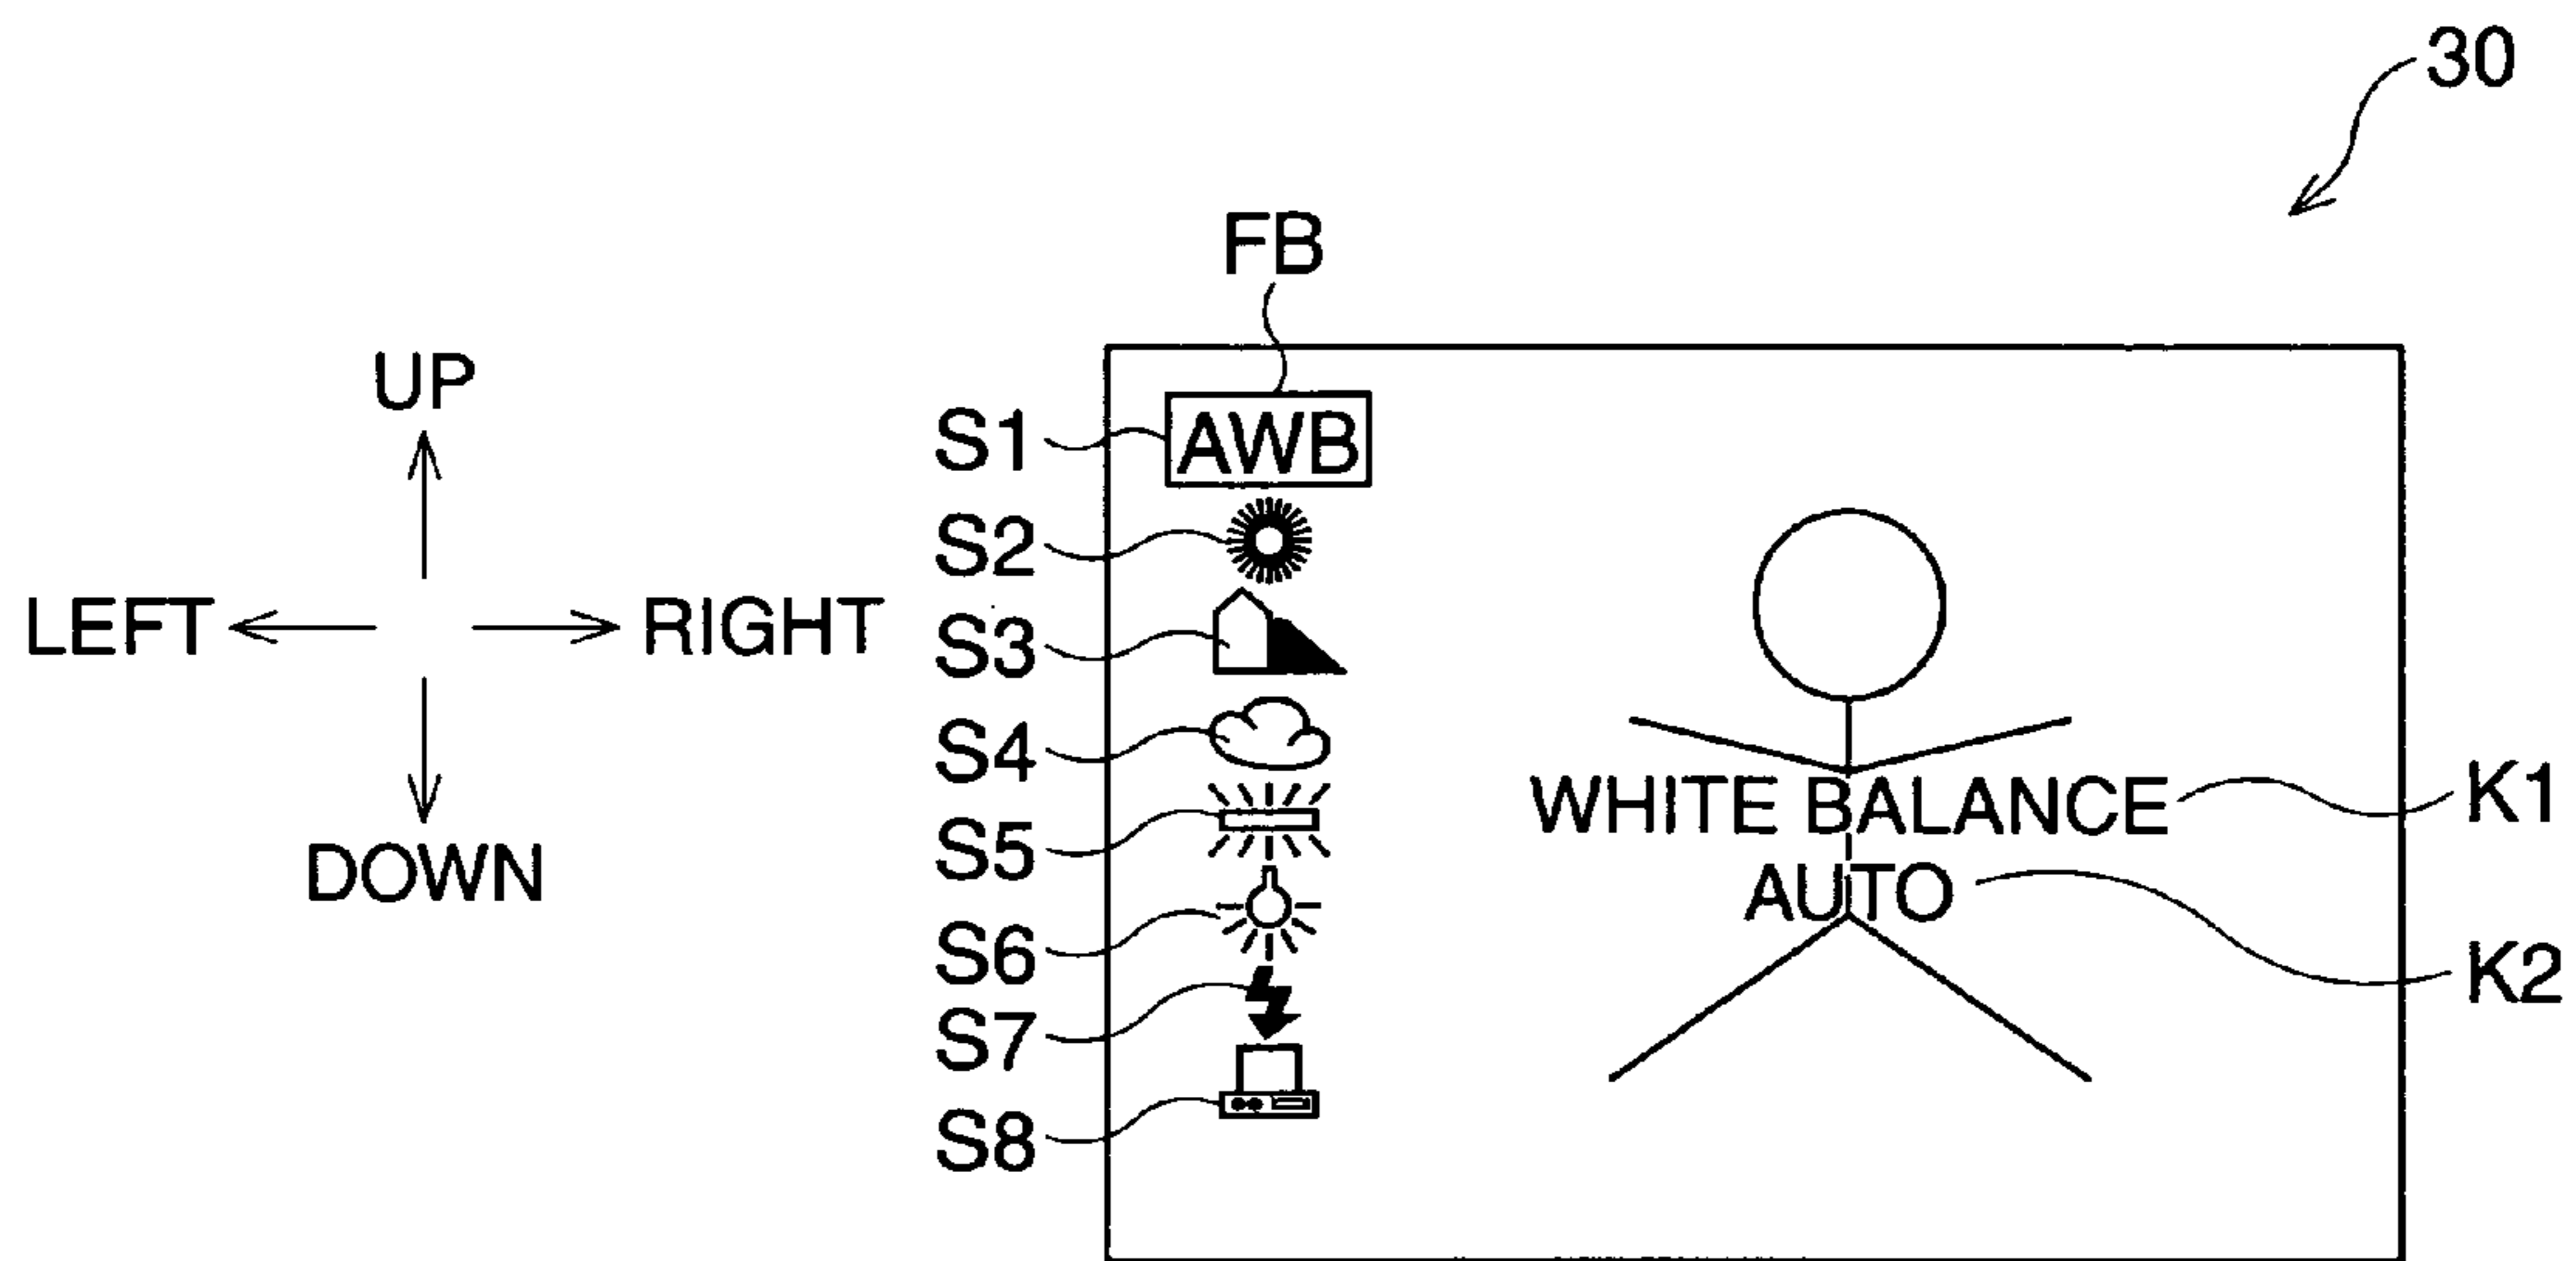 30
FB
UP
LEFT
RIGHT
DOWN
S1
AWB
S2
S3
S4
S5
S6
S7
S8
WHITE BALANCE
K1
AUTO
K2